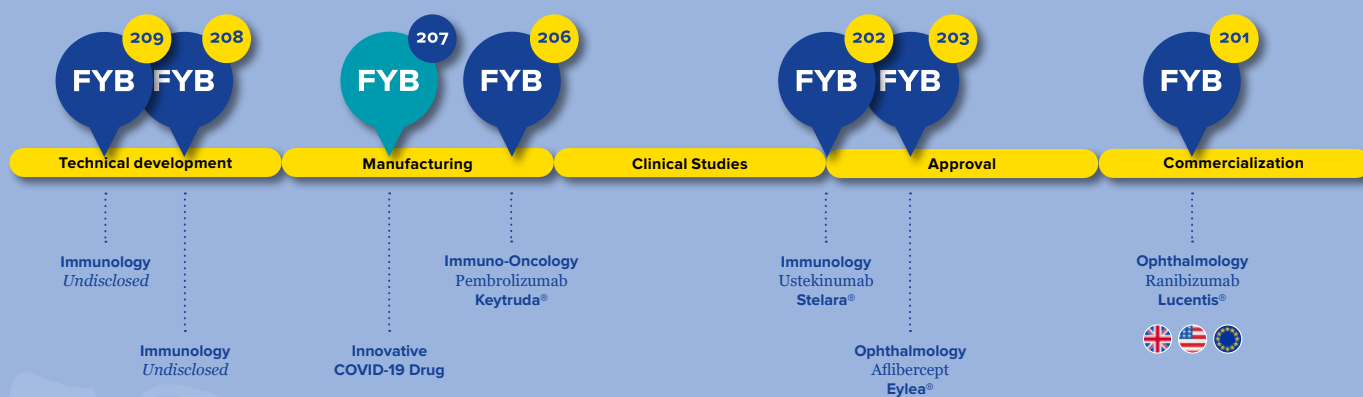 209
FYB
208
FYB
207
FYB
206
FYB
202
FYB
203
FYB
201
FYB
Technical development
Manufacturing
Clinical Studies
Approval
Commercialization
Immunology
Undisclosed
Immunology
Undisclosed
Innovative
COVID-19 Drug
Immuno-Oncology
Pembrolizumab
Keytruda®
Immunology
Ustekinumab
Stelara®
Ophthalmology
Aflibercept
Eylea®
Ophthalmology
Ranibizumab
Lucentis®